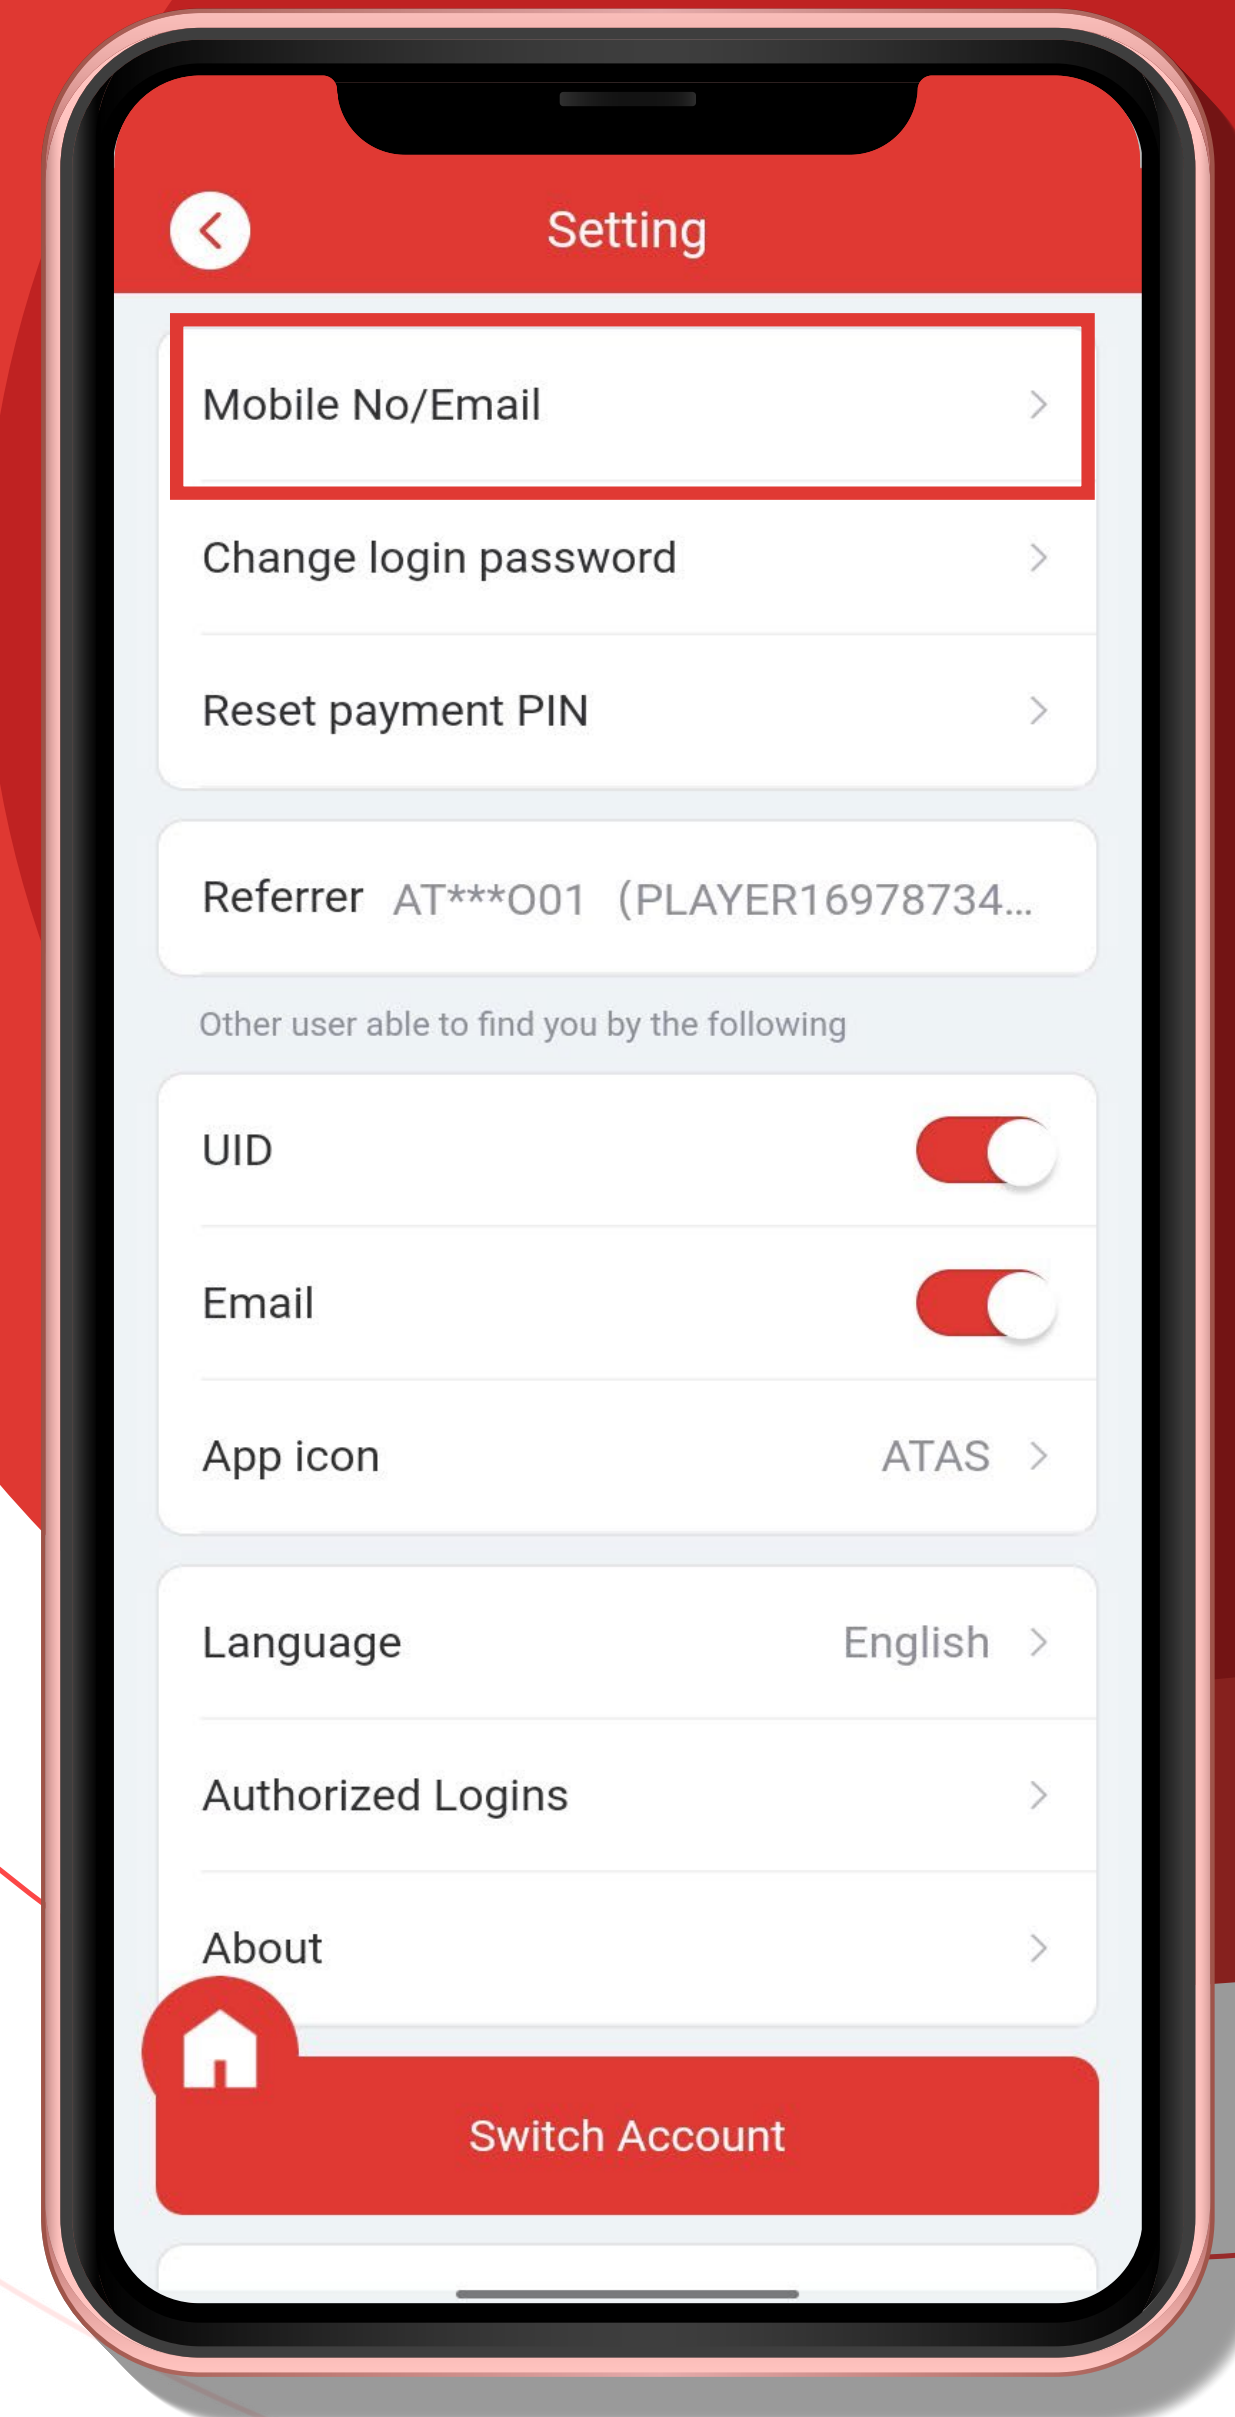 Setting
Mobile No/Email
Change login password
Reset payment PIN
Referrer AT***O01 (PLAYER16978734...
Other user able to find you by the following
UID
Email
App icon ATAS
Language English
Authorized Logins
About
Switch Account